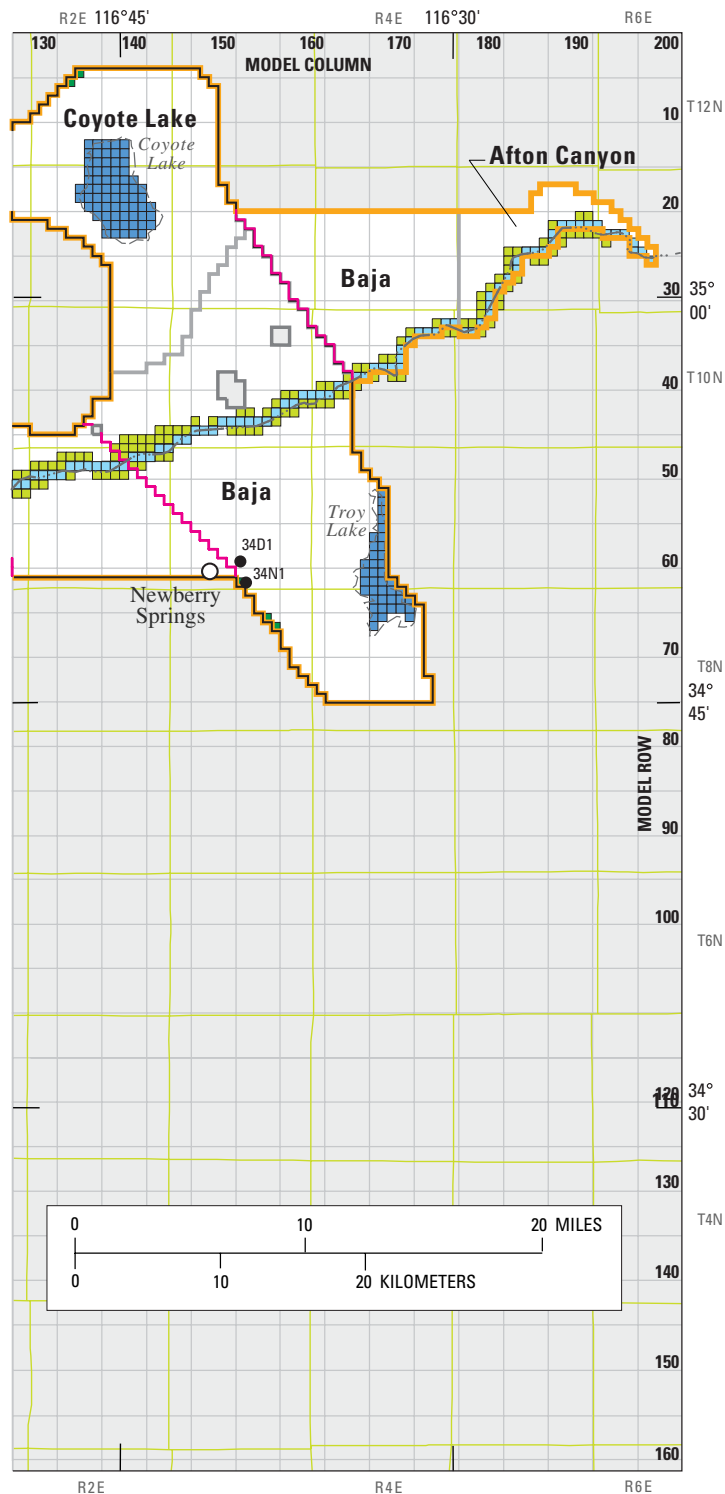 R2E 116°45' R4E 116°30' R6E
130 140 150 160 170 180 190 200
MODEL COLUMN
T12N
10
Coyote Lake
Coyote
Lake
Afton Canyon
20
Baja
30 35°
00'
T10N
40
50
Baja
Troy
Lake
34D1
60
34N1
Newberry
Springs
70
T8N
34°
45'
80
MODEL ROW
90
100
T6N
120 34°
110
30'
130
T4N
0 10 20 MILES
0 10 20 KILOMETERS
140
150
160
R2E R4E R6E